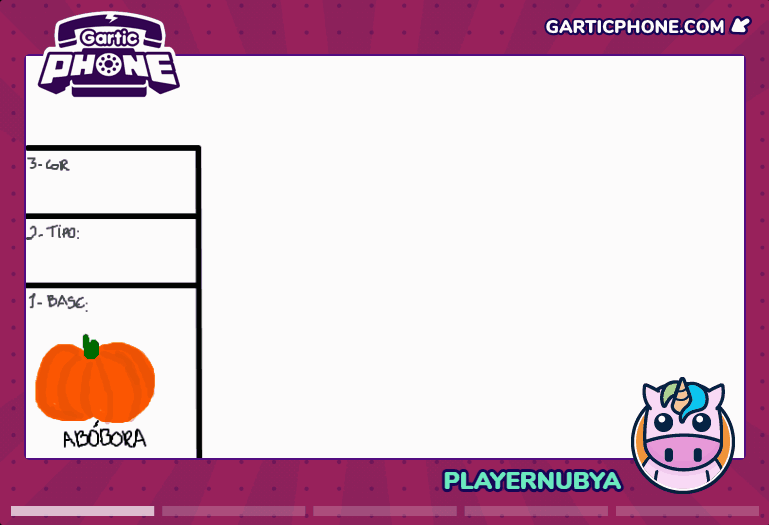 Gartic
PHONE
GARTICPHONE.COM
3-COR
2-TIPO:
1-BASE:
ABÓBORA
PLAYERNUBYA